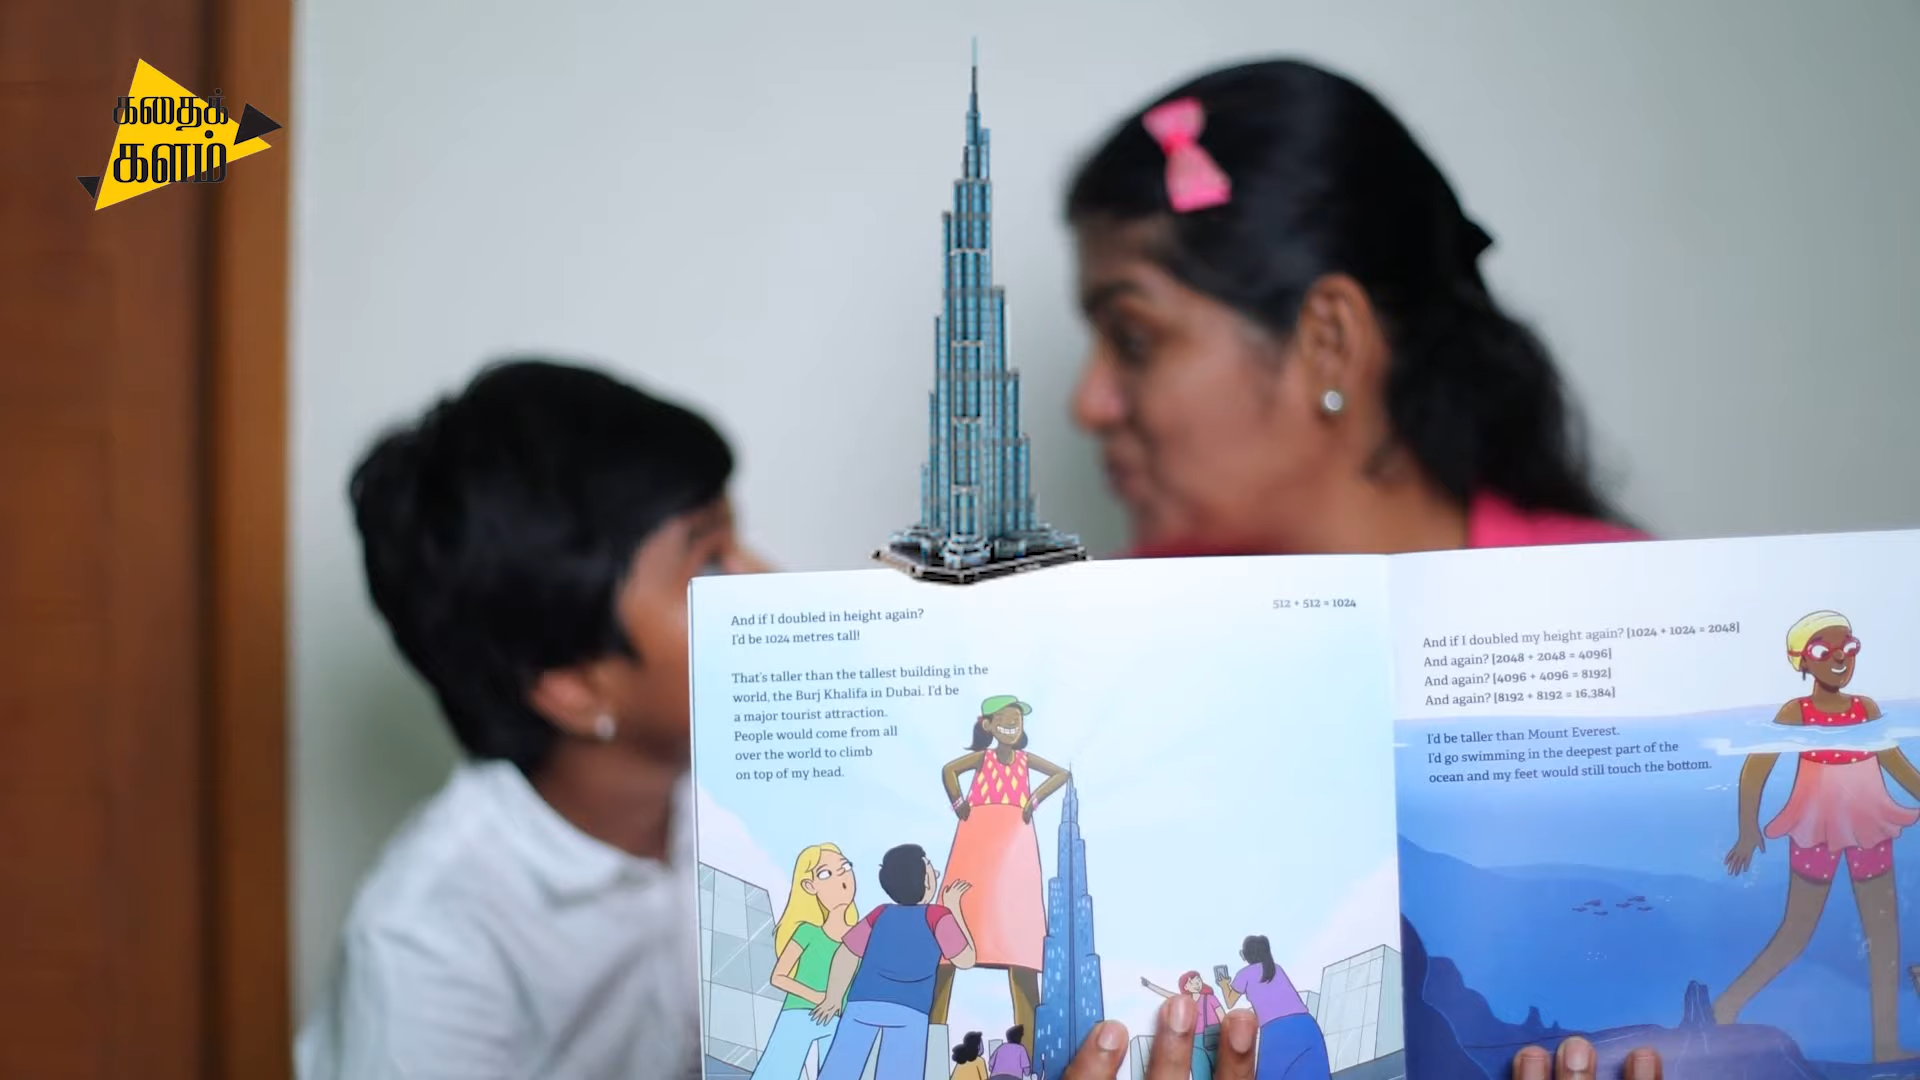 கதைக்
களம்
And if I doubled in height again?
I'd be 1024 metres tall!
That's taller than the tallest building in the
world, the Burj Khalifa in Dubai. I'd be
a major tourist attraction.
People would come from all
over the world to climb
on top of my head.
512 + 512 = 1024
And if I doubled my height again? [1024 + 1024 = 2048]
And again? [2048 + 2048 = 4096]
And again? [4096 + 4096 = 8192]
And again? [8192 + 8192 = 16,384]
I'd be taller than Mount Everest.
I'd go swimming in the deepest part of the
ocean and my feet would still touch the bottom.